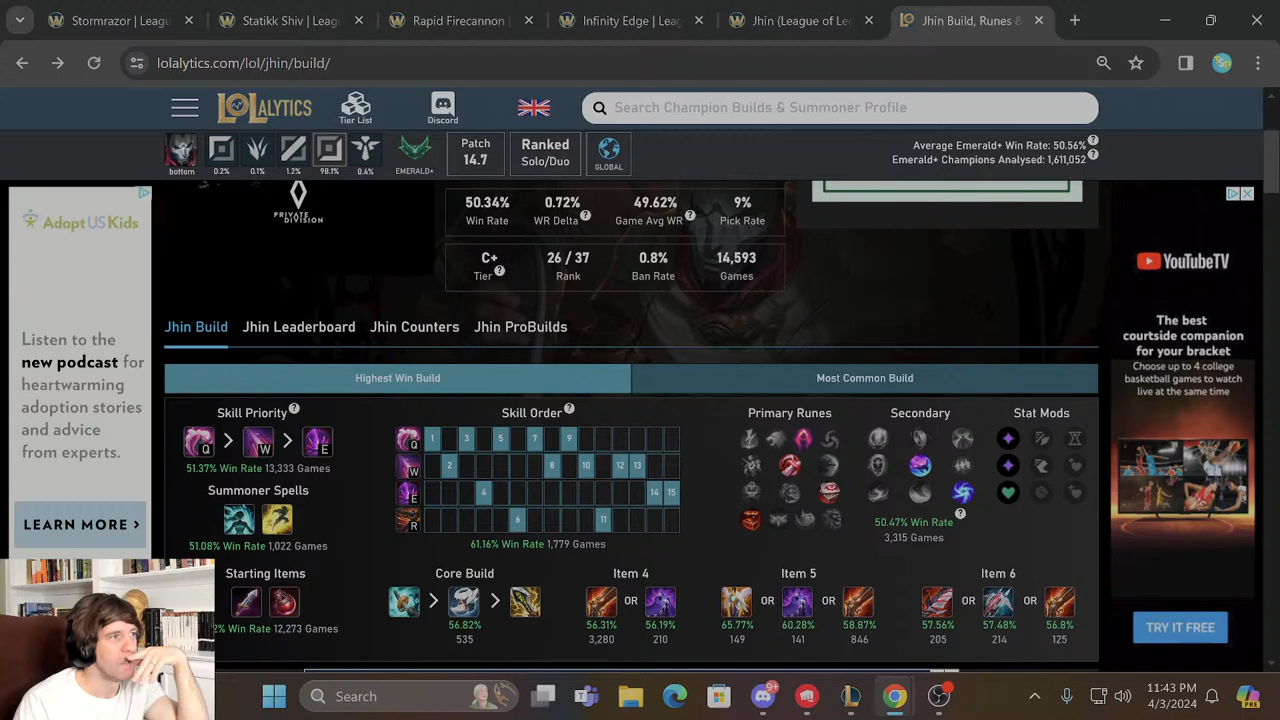 Stormrazor | Leagu
Statikk Shiv | Leagu
Rapid Firecannon |
Infinity Edge | Leag
Jhin (League of Le
Jhin Build, Runes &
lolalytics.com/lol/jhin/build/
LOLALYTICS
Tier List
Discord
Search Champion Builds & Summoner Profile
bottom
0.2%
0.1%
1.2%
98.1%
0.4%
EMERALD+
Patch
14.7
Ranked
Solo/Duo
GLOBAL
Average Emerald+ Win Rate: 50.56%
Emerald+ Champions Analysed: 1,611,052
PRIVATE
DIVISION
50.34%
Win Rate
0.72%
WR Delta
49.62%
Game Avg WR
9%
Pick Rate
C+
Tier
26 / 37
Rank
0.8%
Ban Rate
14,593
Games
AdoptUSKids
Listen to the
new podcast for
heartwarming
adoption stories
and advice
from experts.
LEARN MORE >
YouTubeTV
The best
courtside companion
for your bracket
Choose up to 4 college
basketball games to watch
live at the same time
TRY IT FREE
Jhin Build
Jhin Leaderboard
Jhin Counters
Jhin ProBuilds
Highest Win Build
Most Common Build
Skill Priority
Q > W > E
51.37% Win Rate 13,333 Games
Summoner Spells
51.08% Win Rate 1,022 Games
Skill Order
Q 1 3 5 7 9
W 2 8 10 12 13
E 4 14 15
R 6 11
61.16% Win Rate 1,779 Games
Primary Runes
Secondary
Stat Mods
50.47% Win Rate
3,315 Games
Starting Items
2% Win Rate 12,273 Games
Core Build
56.82%
535
Item 4
OR
56.31%
3,280
56.19%
210
Item 5
OR
OR
65.77%
149
60.28%
141
58.87%
846
Item 6
OR
OR
57.56%
205
57.48%
214
56.8%
125
Search
11:43 PM
4/3/2024
PRE